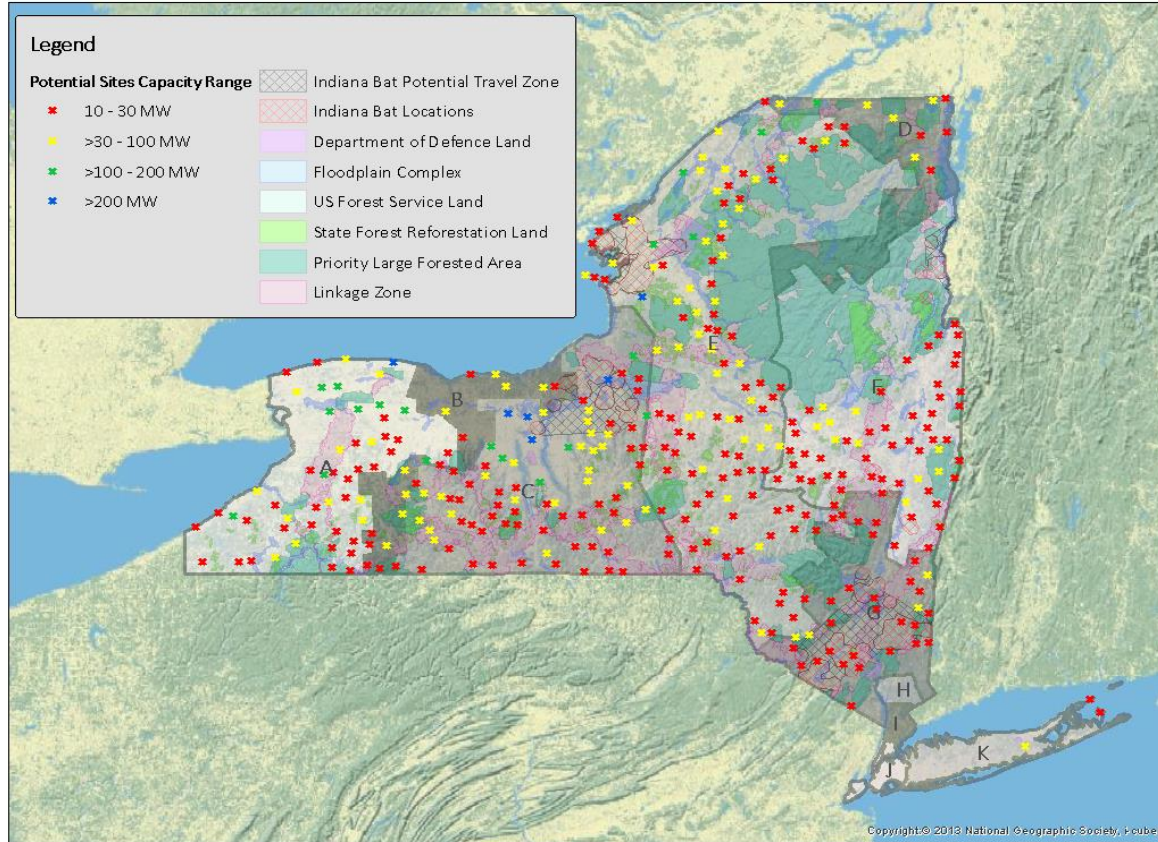 Legend
Potential Sites Capacity Range
10 - 30 MW
>30 - 100 MW
>100 - 200 MW
>200 MW
Indiana Bat Potential Travel Zone
Indiana Bat Locations
Department of Defence Land
Floodplain Complex
US Forest Service Land
State Forest Reforestation Land
Priority Large Forested Area
Linkage Zone
D
E
B
F
A
C
G
H
I
K
J
Copyright:© 2013 National Geographic Society, i-cubed